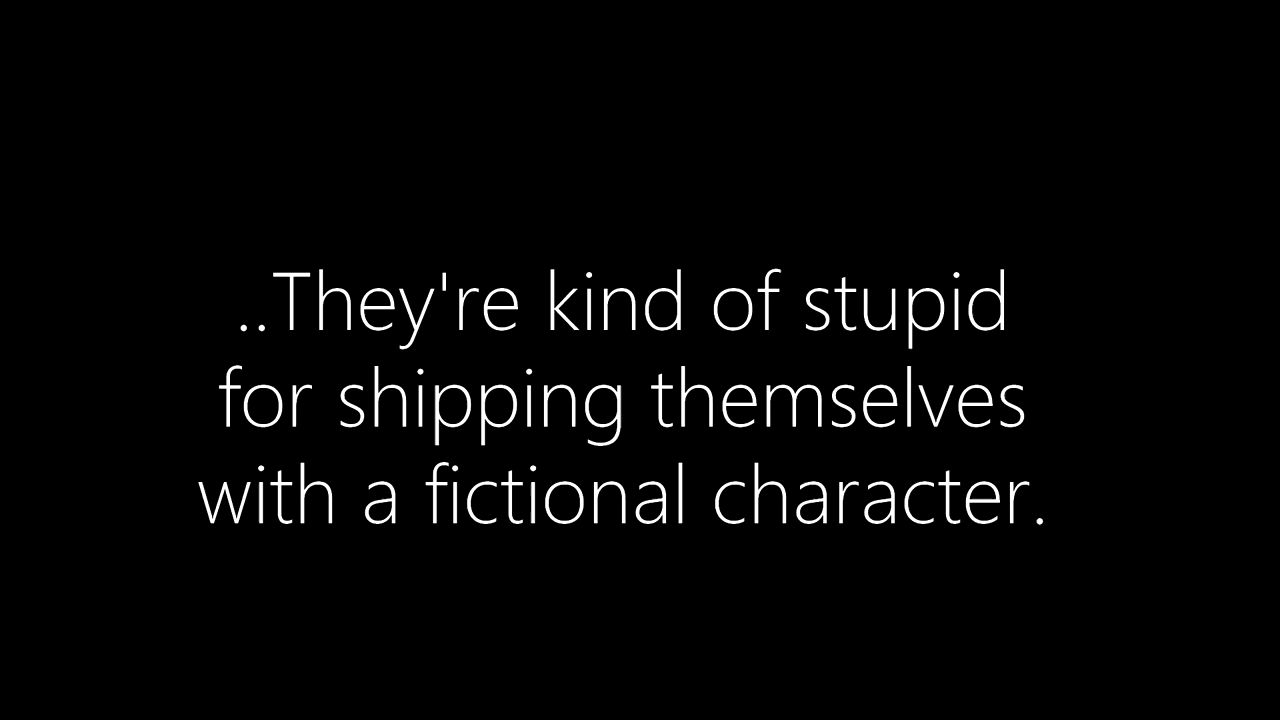 ..They're kind of stupid
for shipping themselves
with a fictional character.